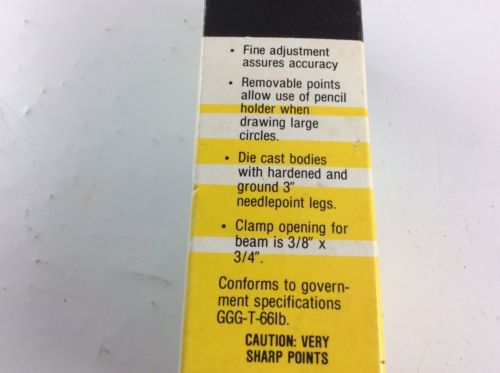 • Fine adjustment
assures accuracy
• Removable points
allow use of pencil
holder when
drawing large
circles.
• Die cast bodies
with hardened and
ground 3"
needlepoint legs.
• Clamp opening for
beam is 3/8" x
3/4".
Conforms to govern-
ment specifications
GGG-T-66lb.
CAUTION: VERY
SHARP POINTS